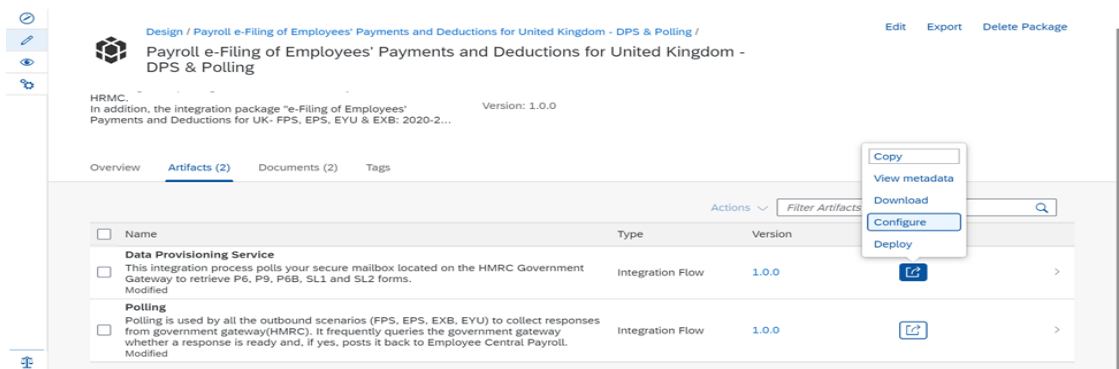 Design / Payroll e-Filing of Employees' Payments and Deductions for United Kingdom - DPS & Polling /
Edit Export Delete Package
Payroll e-Filing of Employees' Payments and Deductions for United Kingdom -
DPS & Polling
HRMC.
In addition, the integration package "e-Filing of Employees'
Payments and Deductions for UK- FPS, EPS, EYU & EXB: 2020-2...
Version: 1.0.0
Overview Artifacts (2) Documents (2) Tags
Copy
View metadata
Download
Configure
Deploy
Actions Filter Artifacts
Name Type Version
Data Provisioning Service
This integration process polls your secure mailbox located on the HMRC Government
Gateway to retrieve P6, P9, P6B, SL1 and SL2 forms.
Modified
Integration Flow 1.0.0
Polling
Polling is used by all the outbound scenarios (FPS, EPS, EXB, EYU) to collect responses
from government gateway(HMRC). It frequently queries the government gateway
whether a response is ready and, if yes, posts it back to Employee Central Payroll.
Modified
Integration Flow 1.0.0